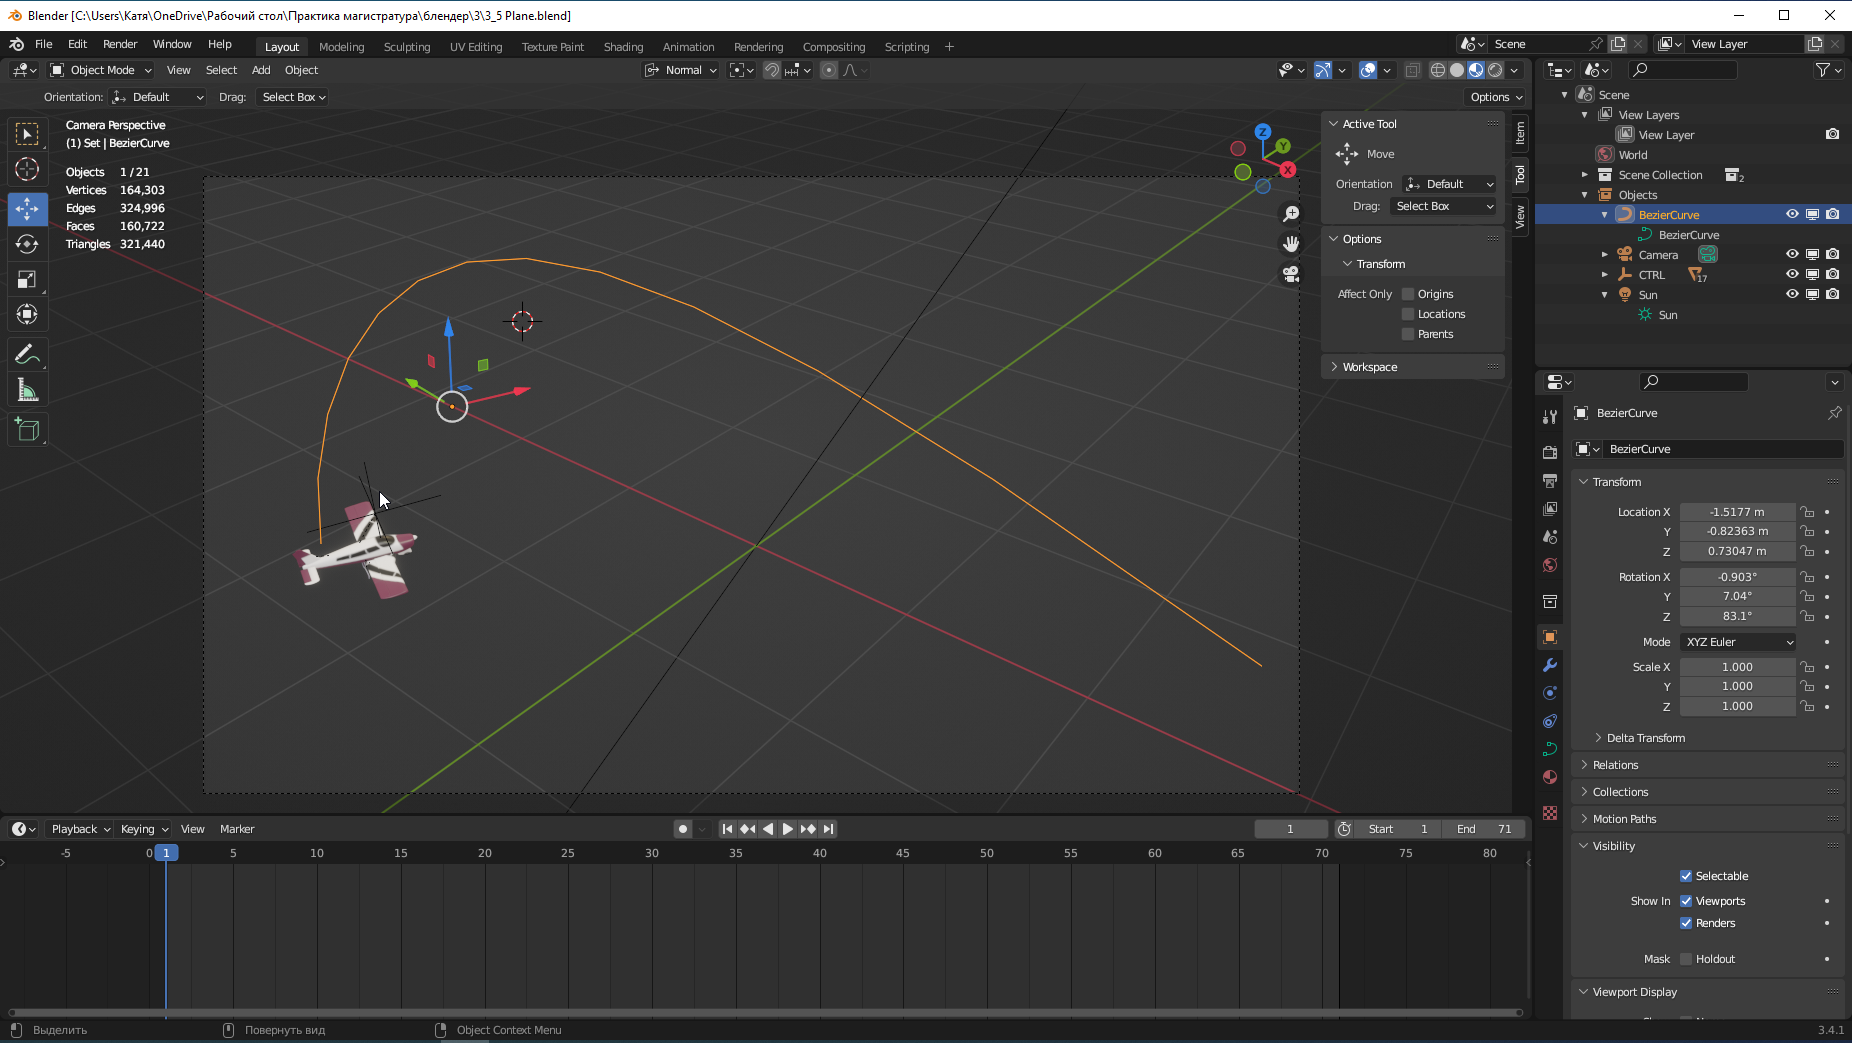 Blender [C:\Users\Катя\OneDrive\Рабочий стол\Практика магистратура\блендер\3\3_5 Plane.blend]
File Edit Render Window Help
Layout Modeling Sculpting UV Editing Texture Paint Shading Animation Rendering Compositing Scripting +
Scene
View Layer
Object Mode View Select Add Object
Normal
Orientation: Default Drag: Select Box
Options
Camera Perspective
(1) Set | BezierCurve
Objects 1 / 21
Vertices 164,303
Edges 324,996
Faces 160,722
Triangles 321,440
Z
Y
X
Active Tool
Move
Orientation Default
Drag: Select Box
Options
Transform
Affect Only Origins
Locations
Parents
Workspace
Item
Tool
View
Scene
View Layers
View Layer
World
Scene Collection 2
Objects
BezierCurve
BezierCurve
Camera
CTRL 17
Sun
Sun
BezierCurve
BezierCurve
Transform
Location X -1.5177 m
Y -0.82363 m
Z 0.73047 m
Rotation X -0.903°
Y 7.04°
Z 83.1°
Mode XYZ Euler
Scale X 1.000
Y 1.000
Z 1.000
Delta Transform
Relations
Collections
Motion Paths
Visibility
Selectable
Show In Viewports
Renders
Mask Holdout
Viewport Display
Playback Keying View Marker
1 Start 1 End 71
-5 0 1 5 10 15 20 25 30 35 40 45 50 55 60 65 70 75 80
Выделить Повернуть вид Object Context Menu
3.4.1